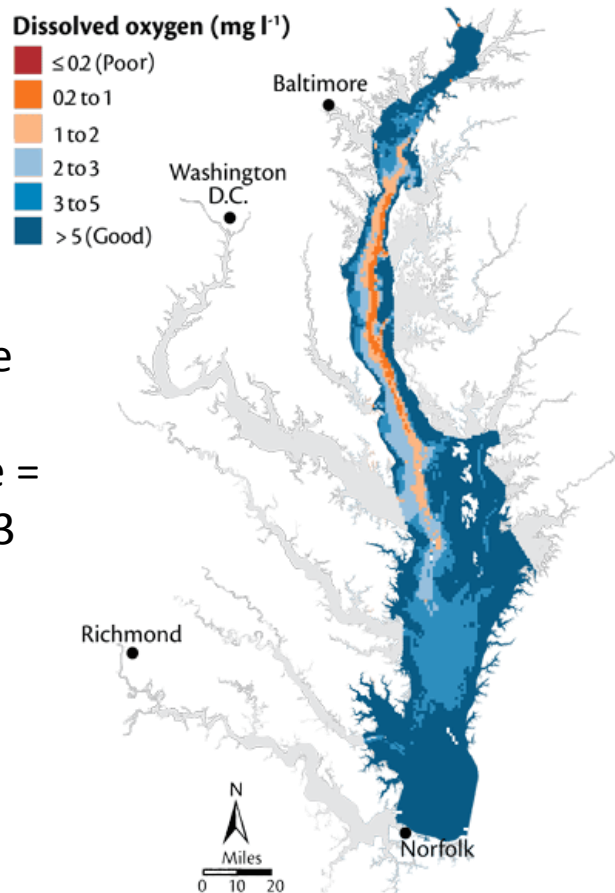 Dissolved oxygen (mg l⁻¹)
≤ 02 (Poor)
02 to 1
1 to 2
2 to 3
3 to 5
> 5 (Good)
Baltimore
Washington
D.C.
e
e =
3
Richmond
N
Miles
0 10 20
Norfolk